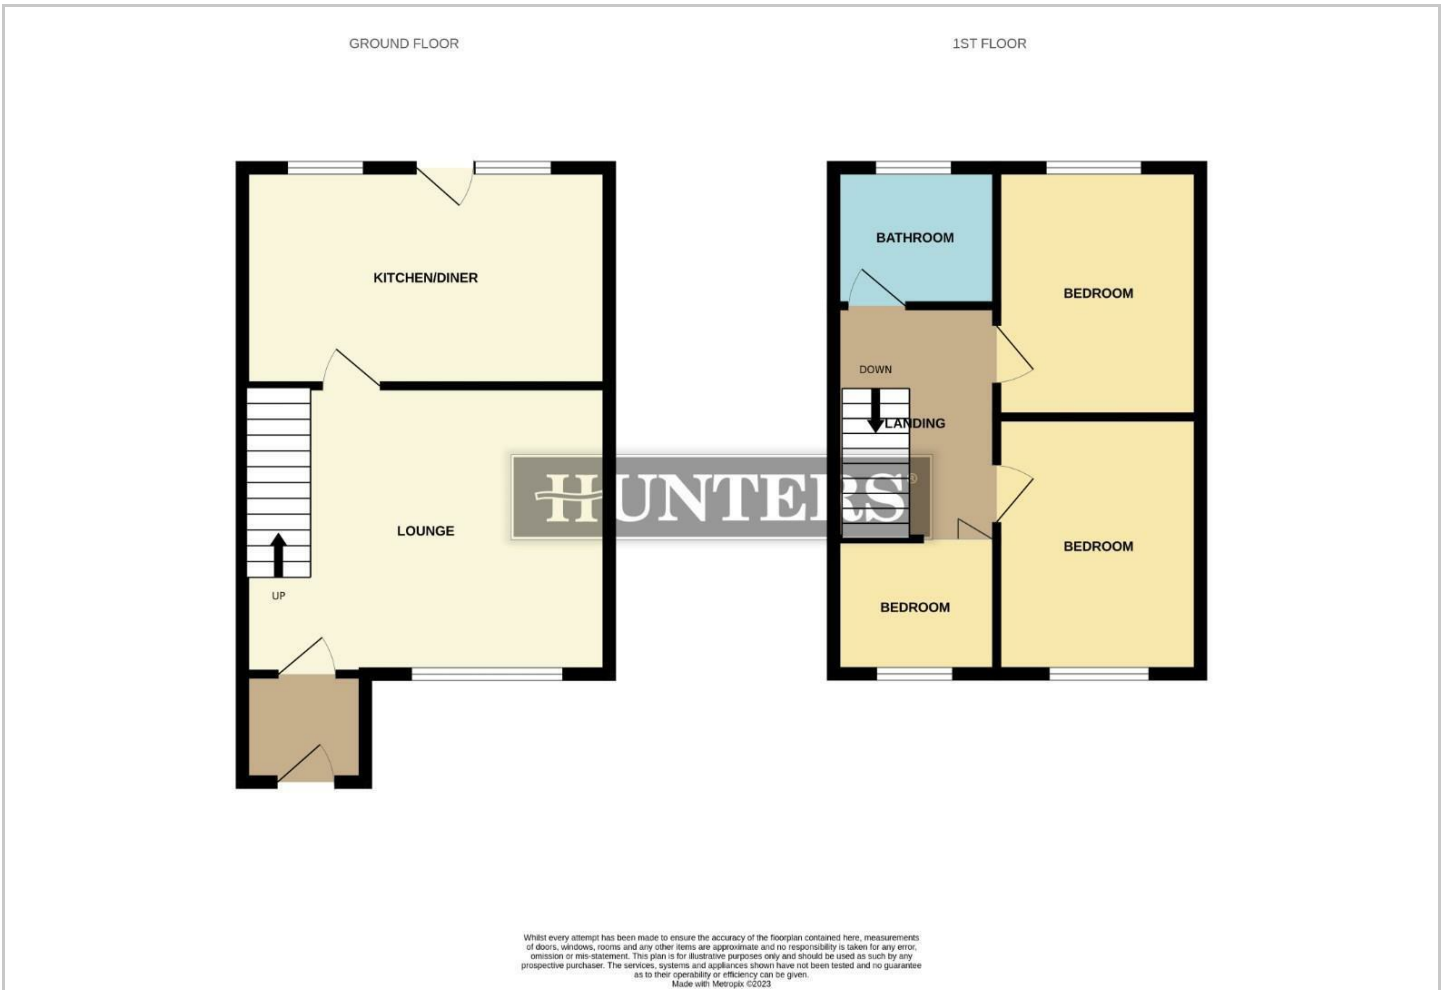 GROUND FLOOR
1ST FLOOR
KITCHEN/DINER
LOUNGE
UP
BATHROOM
BEDROOM
DOWN
LANDING
BEDROOM
BEDROOM
HUNTERS®
Whilst every attempt has been made to ensure the accuracy of the floorplan contained here, measurements
of doors, windows, rooms and any other items are approximate and no responsibility is taken for any error,
omission or mis-statement. This plan is for illustrative purposes only and should be used as such by any
prospective purchaser. The services, systems and appliances shown have not been tested and no guarantee
as to their operability or efficiency can be given.
Made with Metropix ©2023